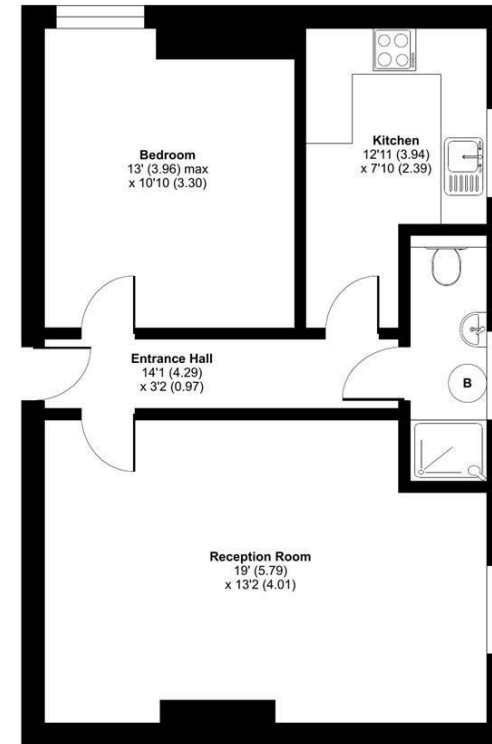 Bedroom
13' (3.96) max
x 10'10 (3.30)
Kitchen
12'11 (3.94)
x 7'10 (2.39)
Entrance Hall
14'1 (4.29)
x 3'2 (0.97)
B
Reception Room
19' (5.79)
x 13'2 (4.01)